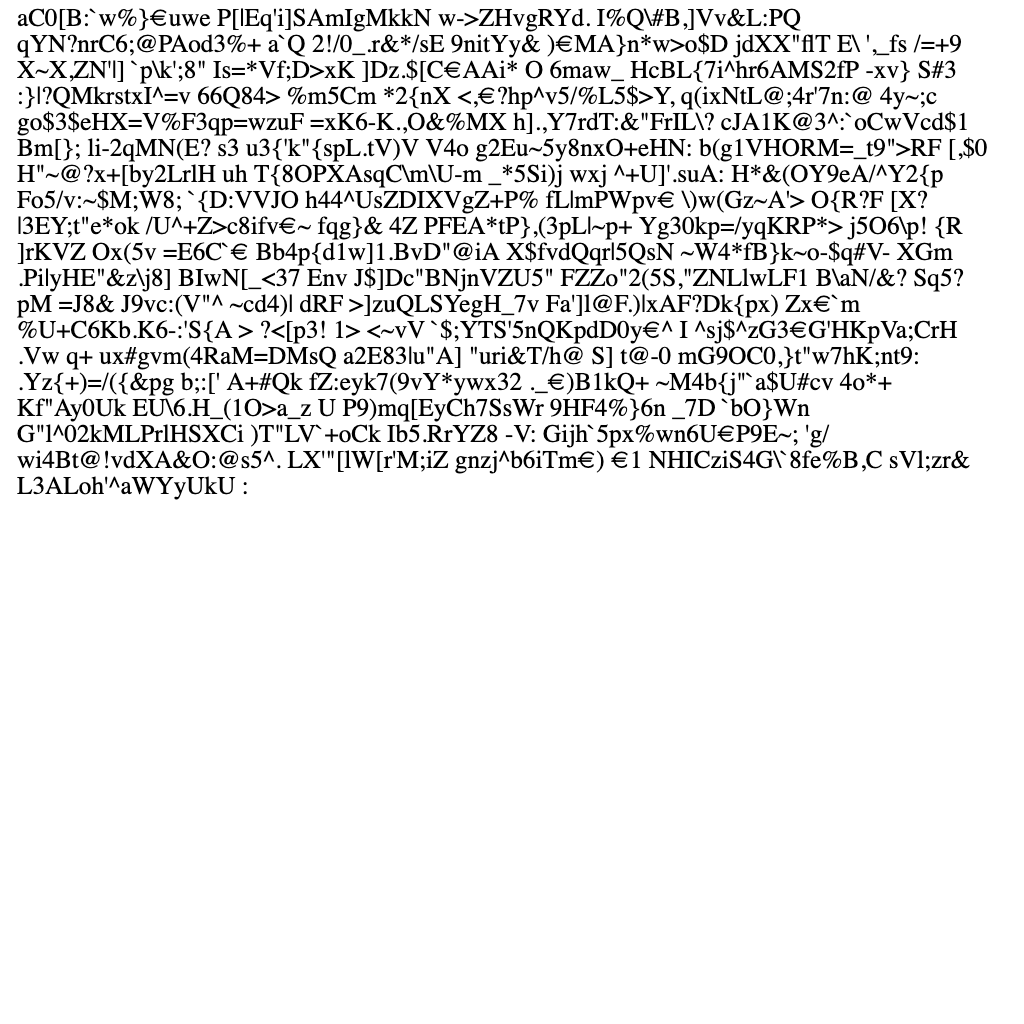 aC0[B:`w%}€uwe P[|Eq'i]SAmIgMkkN w->ZHvgRYd. I%Q\#B,]Vv&L:PQ
qYN?nrC6;@PAod3%+ a`Q 2!/0_.r&*/sE 9nitYy& )€MA}n*w>o$D jdXX"flT E\ ',_fs /=+9
X~X,ZN'|] `p\k';8" Is=*Vf;D>xK ]Dz.$[C€AAi* O 6maw_ HcBL{7i^hr6AMS2fP -xv} S#3
:}|?QMkrstxI^=v 66Q84> %m5Cm *2{nX <,€?hp^v5/%L5$>Y, q(ixNtL@;4r'7n:@ 4y~;c
go$3$eHX=V%F3qp=wzuF =xK6-K.,O&%MX h].,Y7rdT:&"FrIL\? cJA1K@3^:`oCwVcd$1
Bm[}; li-2qMN(E? s3 u3{'k"{spL.tV)V V4o g2Eu~5y8nxO+eHN: b(g1VHORM=_t9">RF [,$0
H"~@?x+[by2LrlH uh T{8OPXAsqC\m\U-m _*5Si)j wxj ^+U]'.suA: H*&(OY9eA/^Y2{p
Fo5/v:~$M;W8; `{D:VVJO h44^UsZDIXVgZ+P% fL|mPWpv€ \)w(Gz~A'> O{R?F [X?
|3EY;t"e*ok /U^+Z>c8ifv€~ fqg}& 4Z PFEA*tP},(3pL|~p+ Yg30kp=/yqKRP*> j5O6\p! {R
]rKVZ Ox(5v =E6C`€ Bb4p{d1w]1.BvD"@iA X$fvdQqr|5QsN ~W4*fB}k~o-$q#V- XGm
.Pi|yHE"&z\j8] BIwN[_<37 Env J$]Dc"BNjnVZU5" FZZo"2(5S,"ZNLlwLF1 B\aN/&? Sq5?
pM =J8& J9vc:(V"^ ~cd4)| dRF >]zuQLSYegH_7v Fa']l@F.)|xAF?Dk{px) Zx€`m
%U+C6Kb.K6-:'S{A > ?<[p3! 1> <~vV `$;YTS'5nQKpdD0y€^ I ^sj$^zG3€G'HKpVa;CrH
.Vw q+ ux#gvm(4RaM=DMsQ a2E83|u"A] "uri&T/h@ S] t@-0 mG9OC0,}t"w7hK;nt9:
.Yz{+)=/({&pg b;:[' A+#Qk fZ:eyk7(9vY*ywx32 ._€)B1kQ+ ~M4b{j"`a$U#cv 4o*+
Kf"Ay0Uk EU\6.H_(1O>a_z U P9)mq[EyCh7SsWr 9HF4%}6n _7D `bO}Wn
G"l^02kMLPrlHSXCi )T"LV`+oCk Ib5.RrYZ8 -V: Gijh`5px%wn6U€P9E~; 'g/
wi4Bt@!vdXA&O:@s5^. LX'"[lW[r'M;iZ gnzj^b6iTm€) €1 NHICziS4G\`8fe%B,C sVl;zr&
L3ALoh'^aWYyUkU :